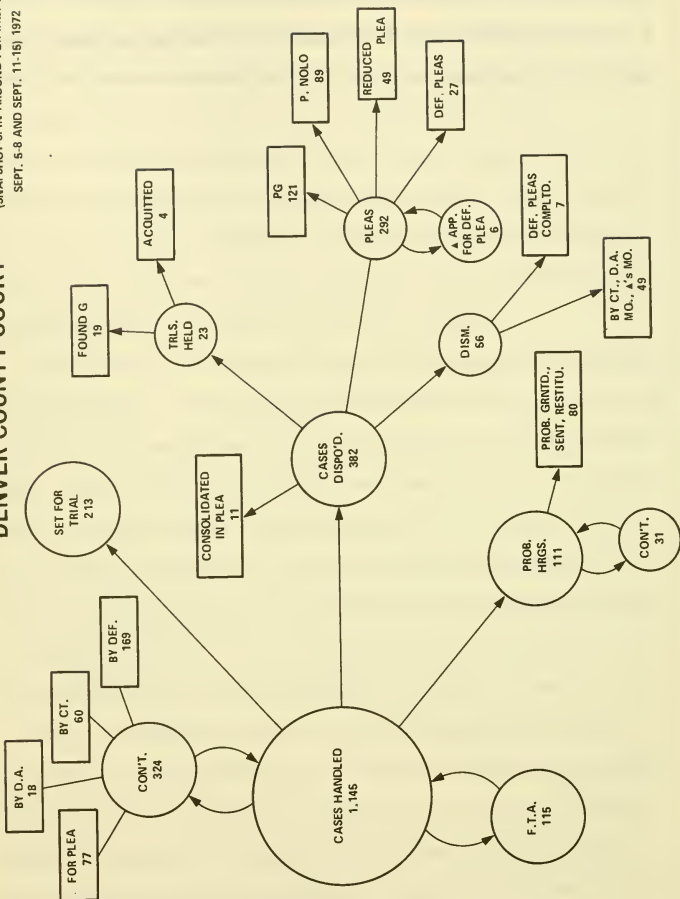 DENVER COUNTY COURT
SEPT. 5-8 AND SEPT. 11-15) 1972
FOR PLEA
77
BY D.A.
18
BY CT.
60
BY DEF.
169
CON'T.
324
SET FOR
TRIAL
213
FOUND G
19
ACQUITTED
4
TRLS.
HELD
23
PG
121
P. NOLO
89
REDUCED
PLEA
49
DEF. PLEAS
27
PLEAS
292
▲ APP.
FOR DEF.
PLEA
6
CONSOLIDATED
IN PLEA
11
CASES
DISPO'D.
382
DISM.
56
DEF. PLEAS
COMPLTD.
7
BY CT., D.A.
MO., ▲'s MO.
49
CASES HANDLED
1,145
PROB.
HRGS.
111
PROB. GRNTD.,
SENT, RESTITU.
80
CON'T.
31
F.T.A.
115